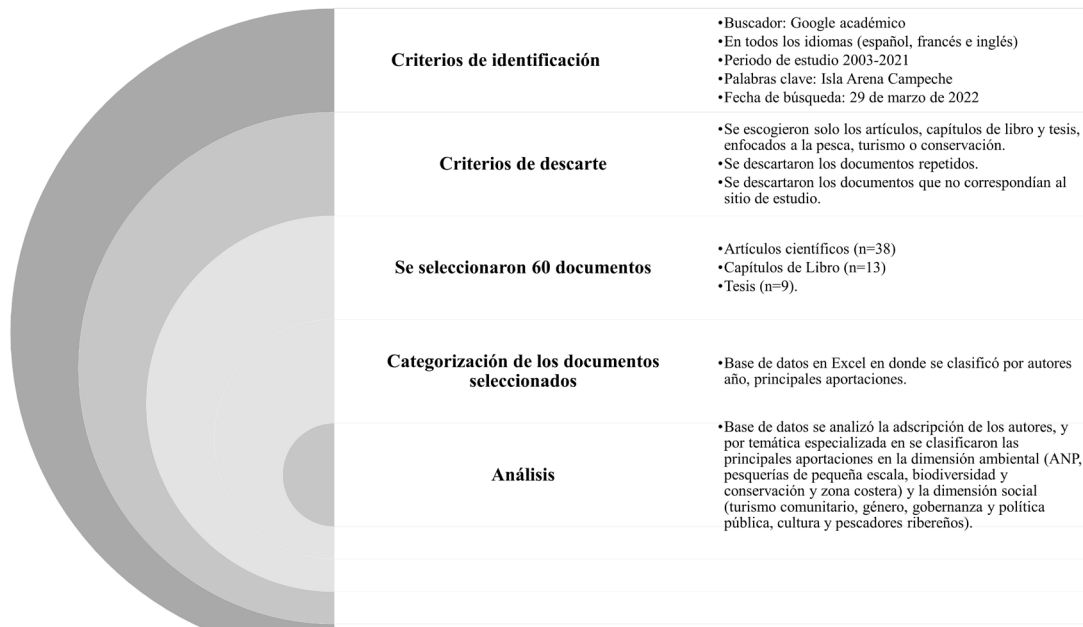 Criterios de identificación
•Buscador: Google académico
•En todos los idiomas (español, francés e inglés)
•Periodo de estudio 2003-2021
•Palabras clave: Isla Arena Campeche
•Fecha de búsqueda: 29 de marzo de 2022
Criterios de descarte
•Se escogieron solo los artículos, capítulos de libro y tesis,
enfocados a la pesca, turismo o conservación.
•Se descartaron los documentos repetidos.
•Se descartaron los documentos que no correspondían al
sitio de estudio.
Se seleccionaron 60 documentos
•Artículos científicos (n=38)
•Capítulos de Libro (n=13)
•Tesis (n=9).
Categorización de los documentos
seleccionados
•Base de datos en Excel en donde se clasificó por autores
año, principales aportaciones.
Análisis
•Base de datos se analizó la adscripción de los autores, y
por temática especializada en se clasificaron las
principales aportaciones en la dimensión ambiental (ANP,
pesquerías de pequeña escala, biodiversidad y
conservación y zona costera) y la dimensión social
(turismo comunitario, género, gobernanza y política
pública, cultura y pescadores ribereños).